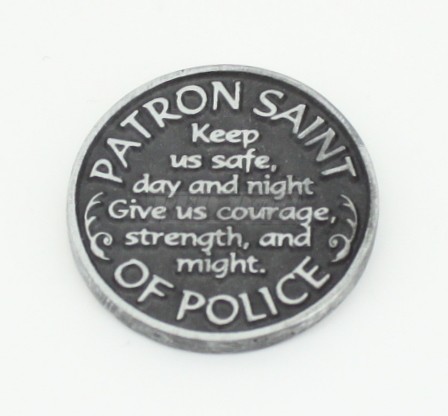 PATRON SAINT
Keep
us safe,
day and night
Give us courage,
strength, and
might.
OF POLICE